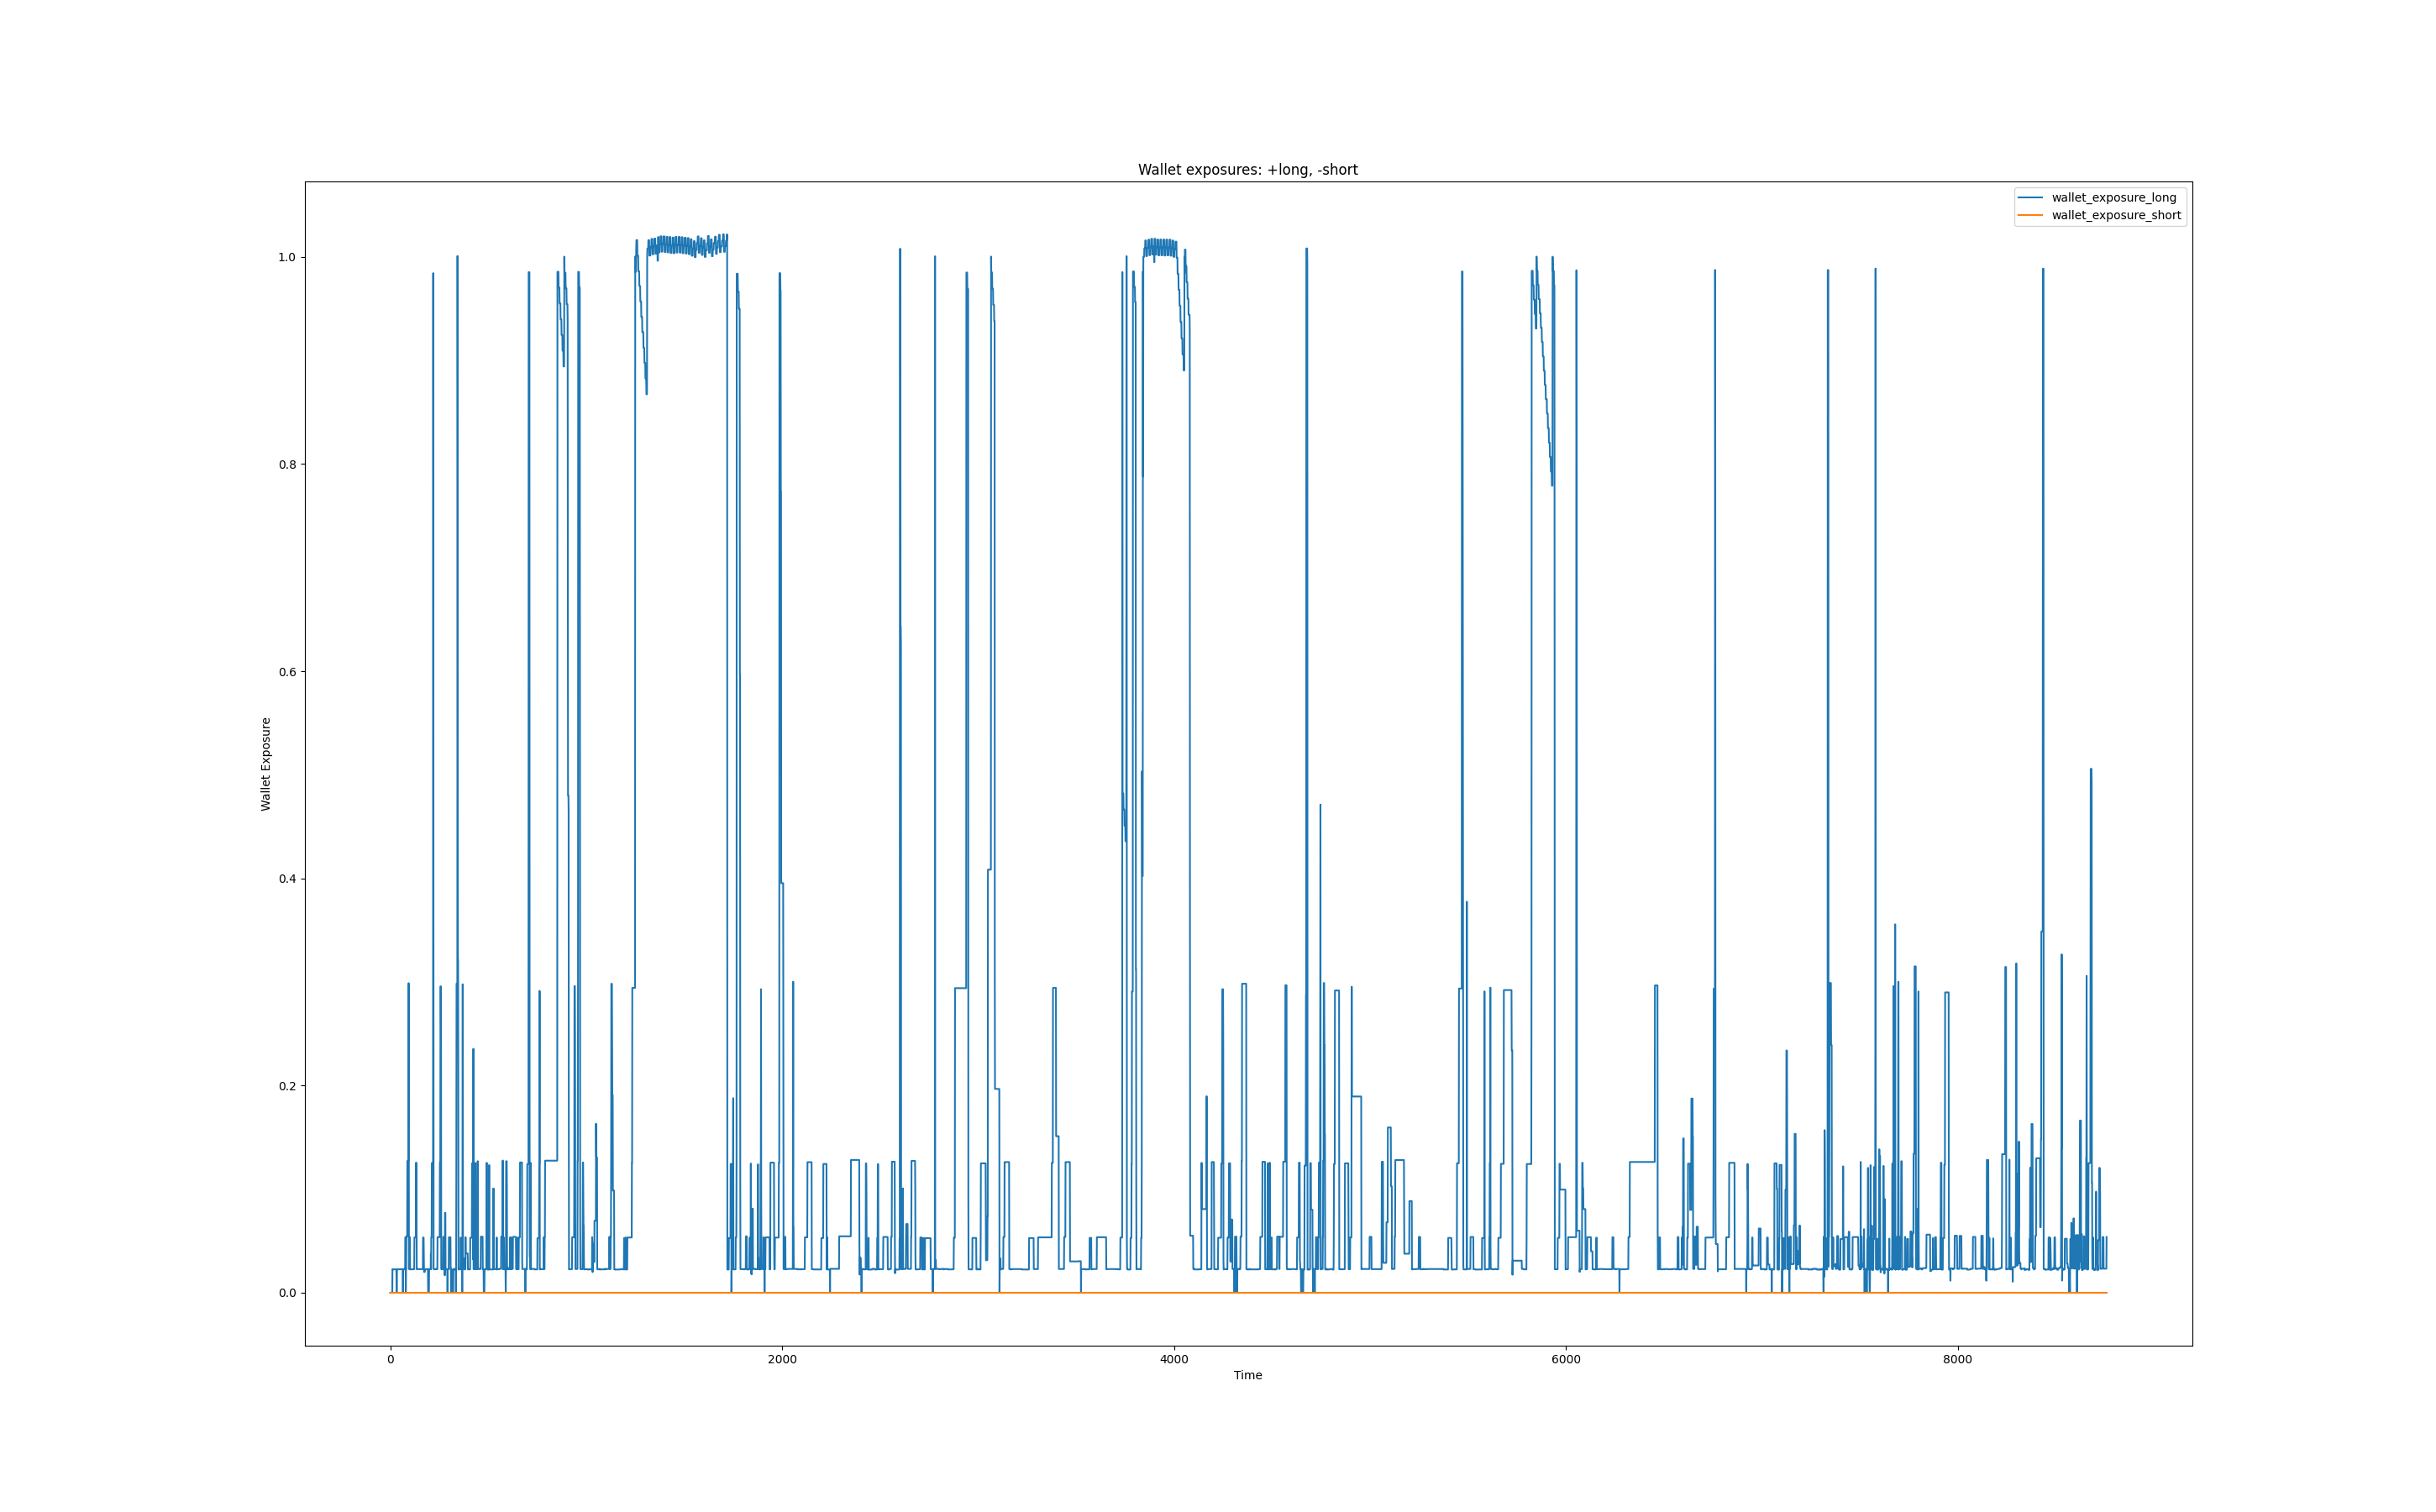 Wallet exposures: +long, -short
wallet_exposure_long
wallet_exposure_short
1.0
0.8
0.6
0.4
0.2
0.0
Wallet Exposure
0 2000 4000 6000 8000
Time